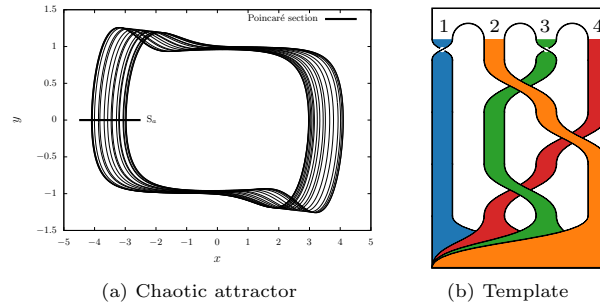 Poincaré section
1.5
1
0.5
0
−0.5
−1
−1.5
y
Sₐ
−5 −4 −3 −2 −1 0 1 2 3 4 5
x
1 2 3 4
(a) Chaotic attractor
(b) Template